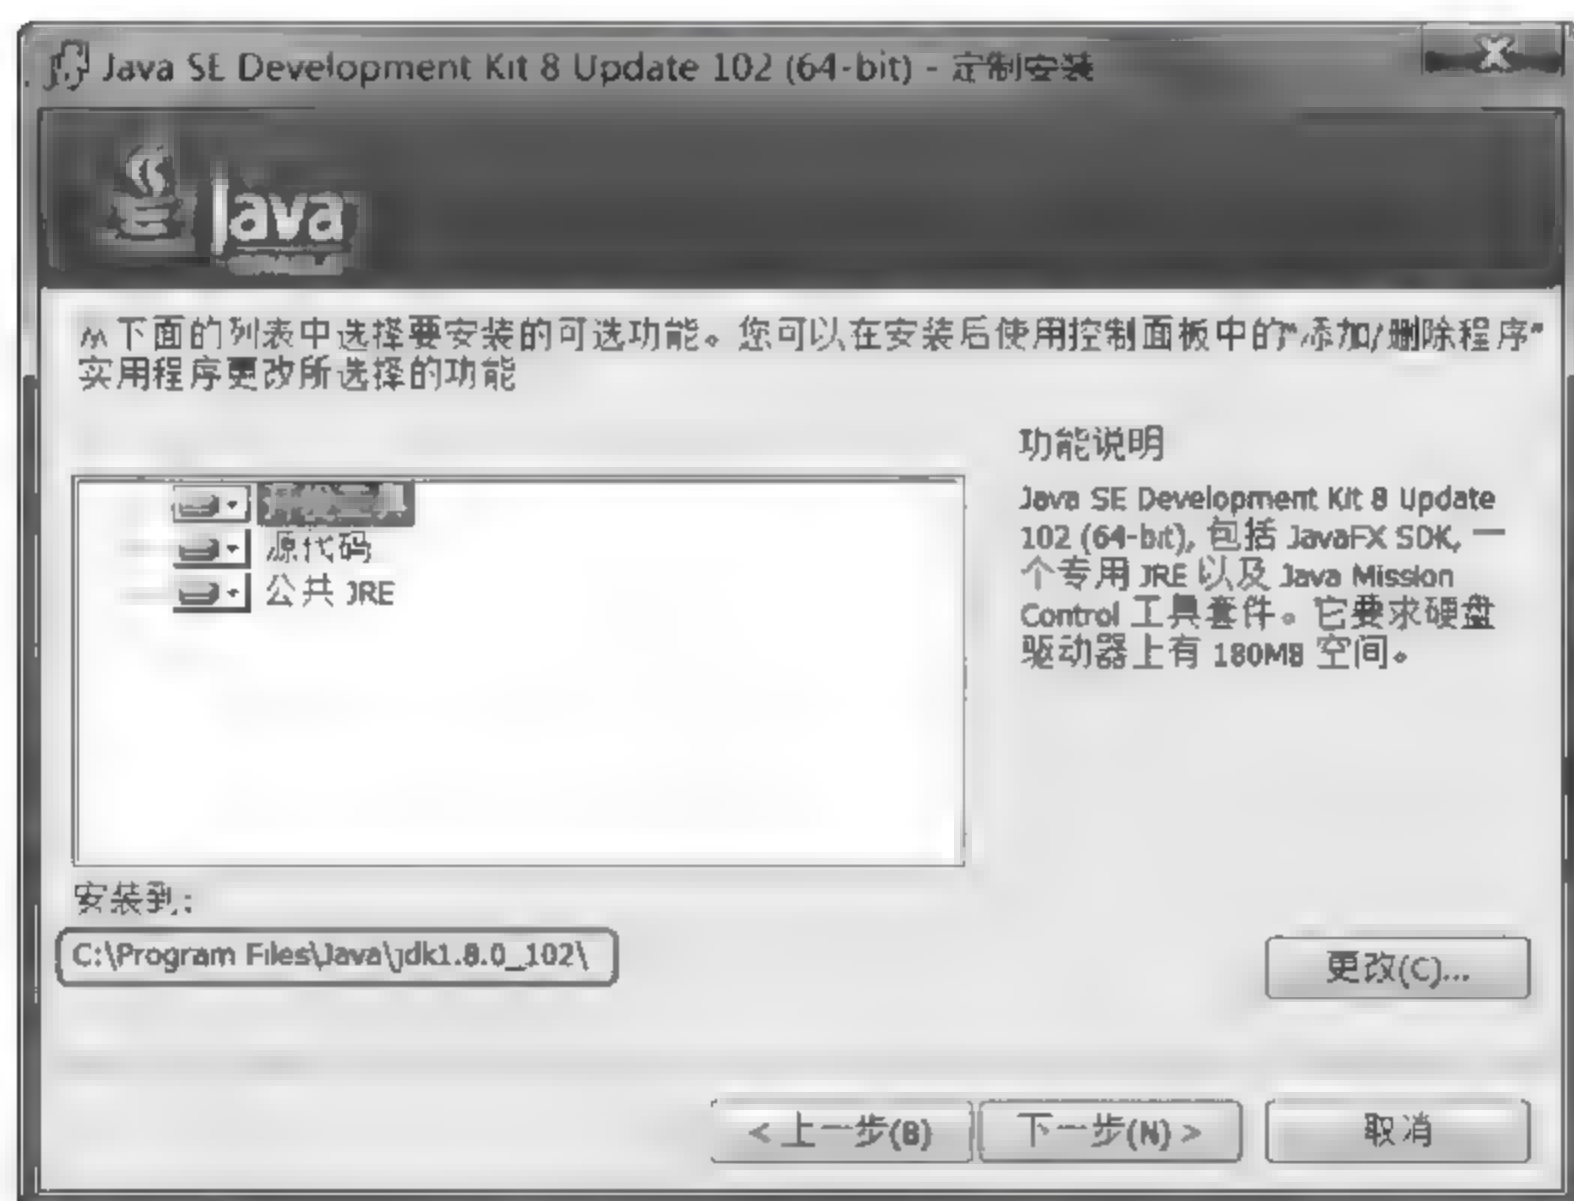 Java SE Development Kit 8 Update 102 (64-bit) - 定制安装
Java
从下面的列表中选择要安装的可选功能。您可以在安装后使用控制面板中的"添加/删除程序"
实用程序更改所选择的功能
功能说明
Java SE Development Kit 8 Update
102 (64-bit), 包括 JavaFX SDK, 一
个专用 JRE 以及 Java Mission
Control 工具套件。它要求硬盘
驱动器上有 180MB 空间。
源代码
公共 JRE
安装到:
C:\Program Files\Java\jdk1.8.0_102\
更改(C)...
< 上一步(B)
下一步(N) >
取消